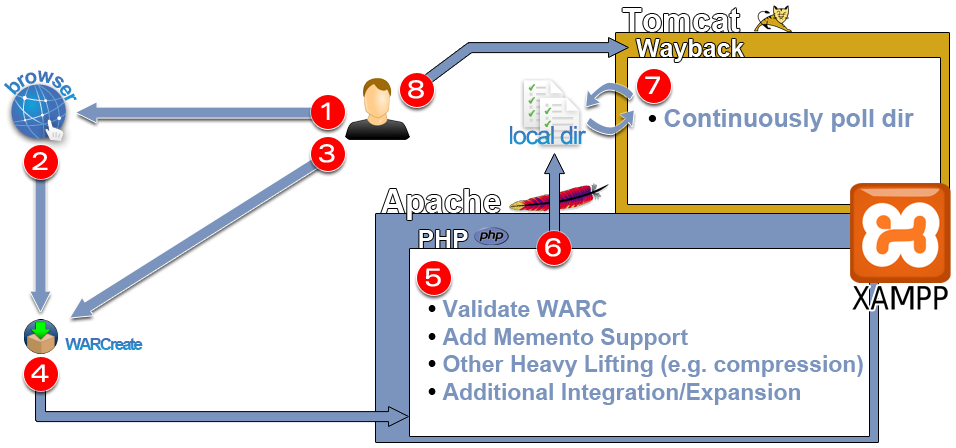 Tomcat
Wayback
browser
1
8
7
• Continuously poll dir
local dir
2
3
Apache
PHP php
6
5
• Validate WARC
• Add Memento Support
• Other Heavy Lifting (e.g. compression)
• Additional Integration/Expansion
XAMPP
WARCreate
4